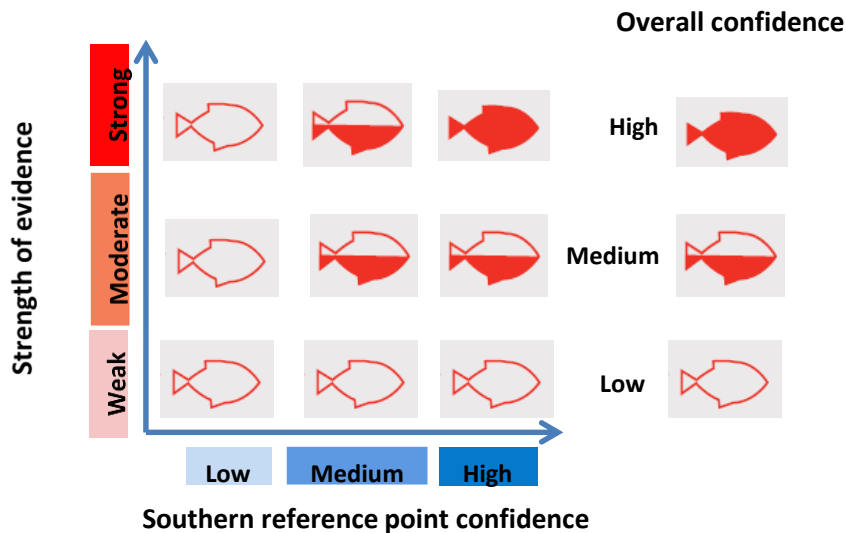 Overall confidence
Strength of evidence
Strong
High
Moderate
Medium
Weak
Low
Low
Medium
High
Southern reference point confidence